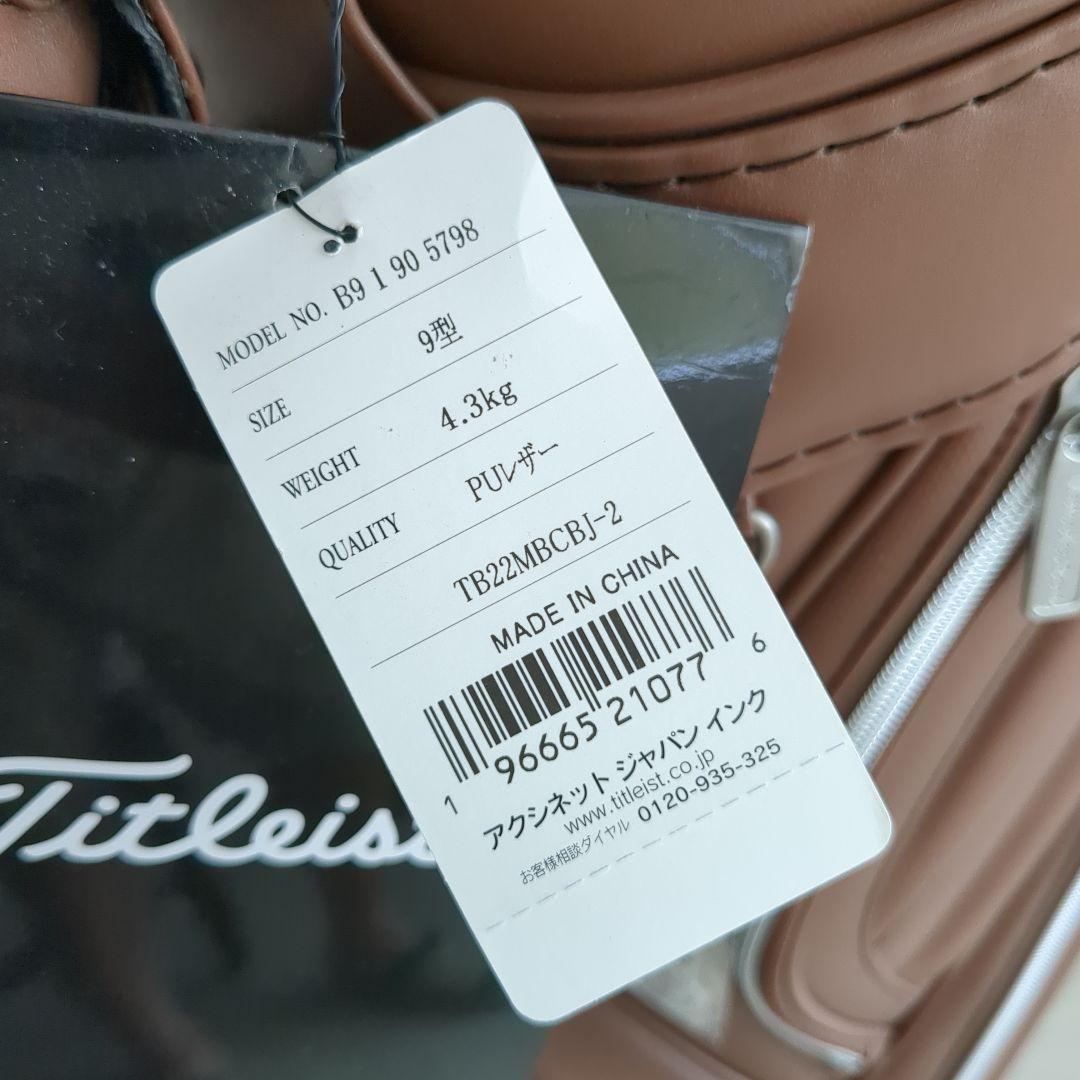 MODEL NO. B9 1 90 5798
SIZE 9型
WEIGHT 4.3kg
QUALITY PUレザー
TB22MBCBJ-2
MADE IN CHINA
1 96665 21077 6
アクシネット ジャパン インク
www.titleist.co.jp
お客様相談ダイヤル 0120-935-325
Titleist